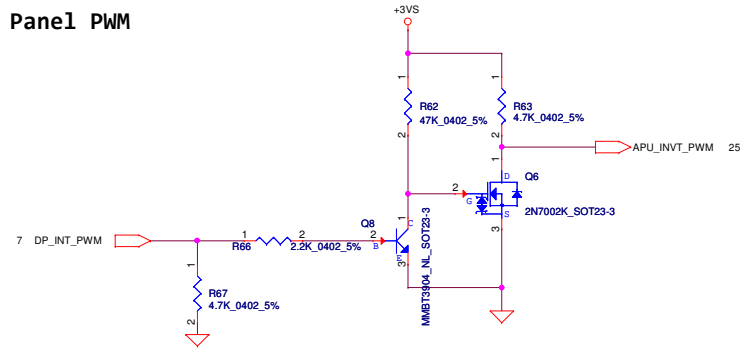 Panel PWM
+3VS
1
1
R62
47K_0402_5%
R63
4.7K_0402_5%
2
2
APU_INVT_PWM 25
1
D
Q6
2
G
S
2N7002K_SOT23-3
3
1
C
Q8
MMBT3904_NL_SOT23-3
7 DP_INT_PWM
1
R66
2
2.2K_0402_5%
2
B
E
3
1
R67
4.7K_0402_5%
2